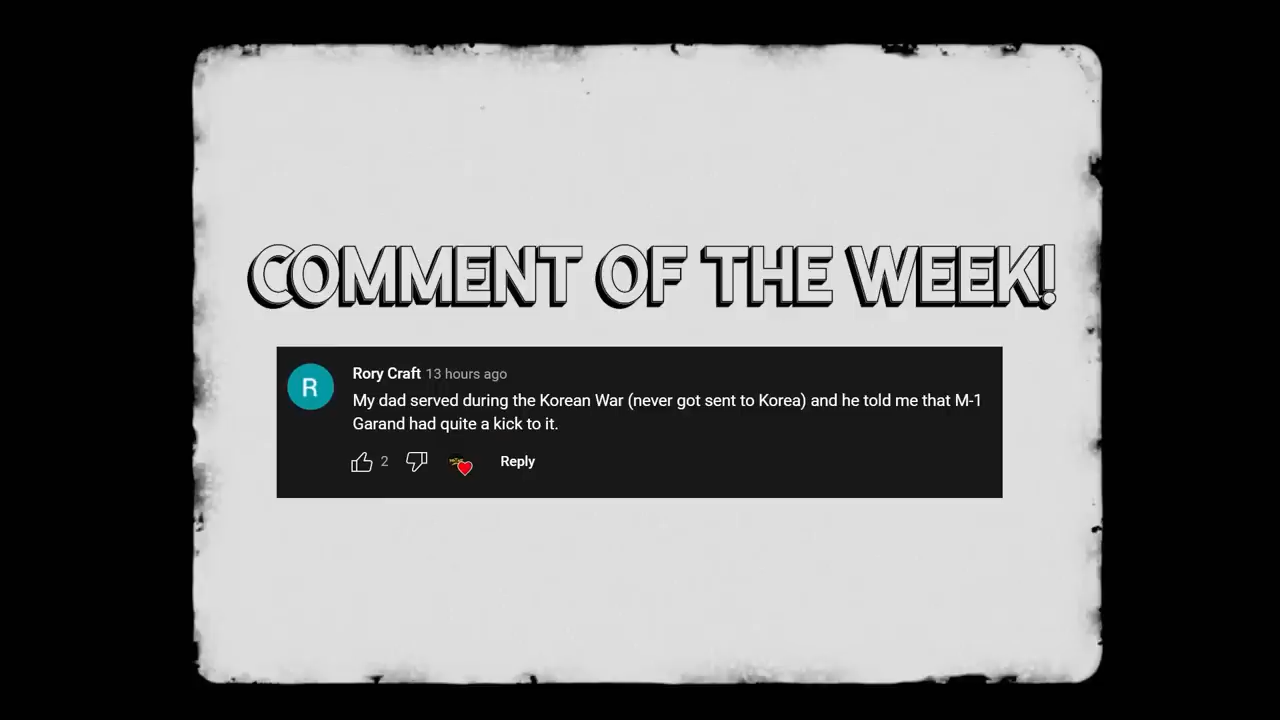 COMMENT OF THE WEEK!
R
Rory Craft 13 hours ago
My dad served during the Korean War (never got sent to Korea) and he told me that M-1
Garand had quite a kick to it.
2 Reply